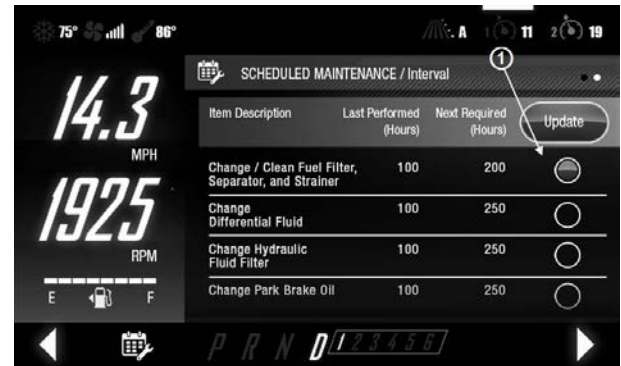 75° 86° A 1 11 2 19
SCHEDULED MAINTENANCE / Interval
1
14.3
MPH
1925
RPM
E F
Item Description Last Performed Next Required Update
(Hours) (Hours)
Change / Clean Fuel Filter, 100 200
Separator, and Strainer
Change 100 250
Differential Fluid
Change Hydraulic 100 250
Fluid Filter
Change Park Brake Oil 100 250
P R N D 1 2 3 4 5 6